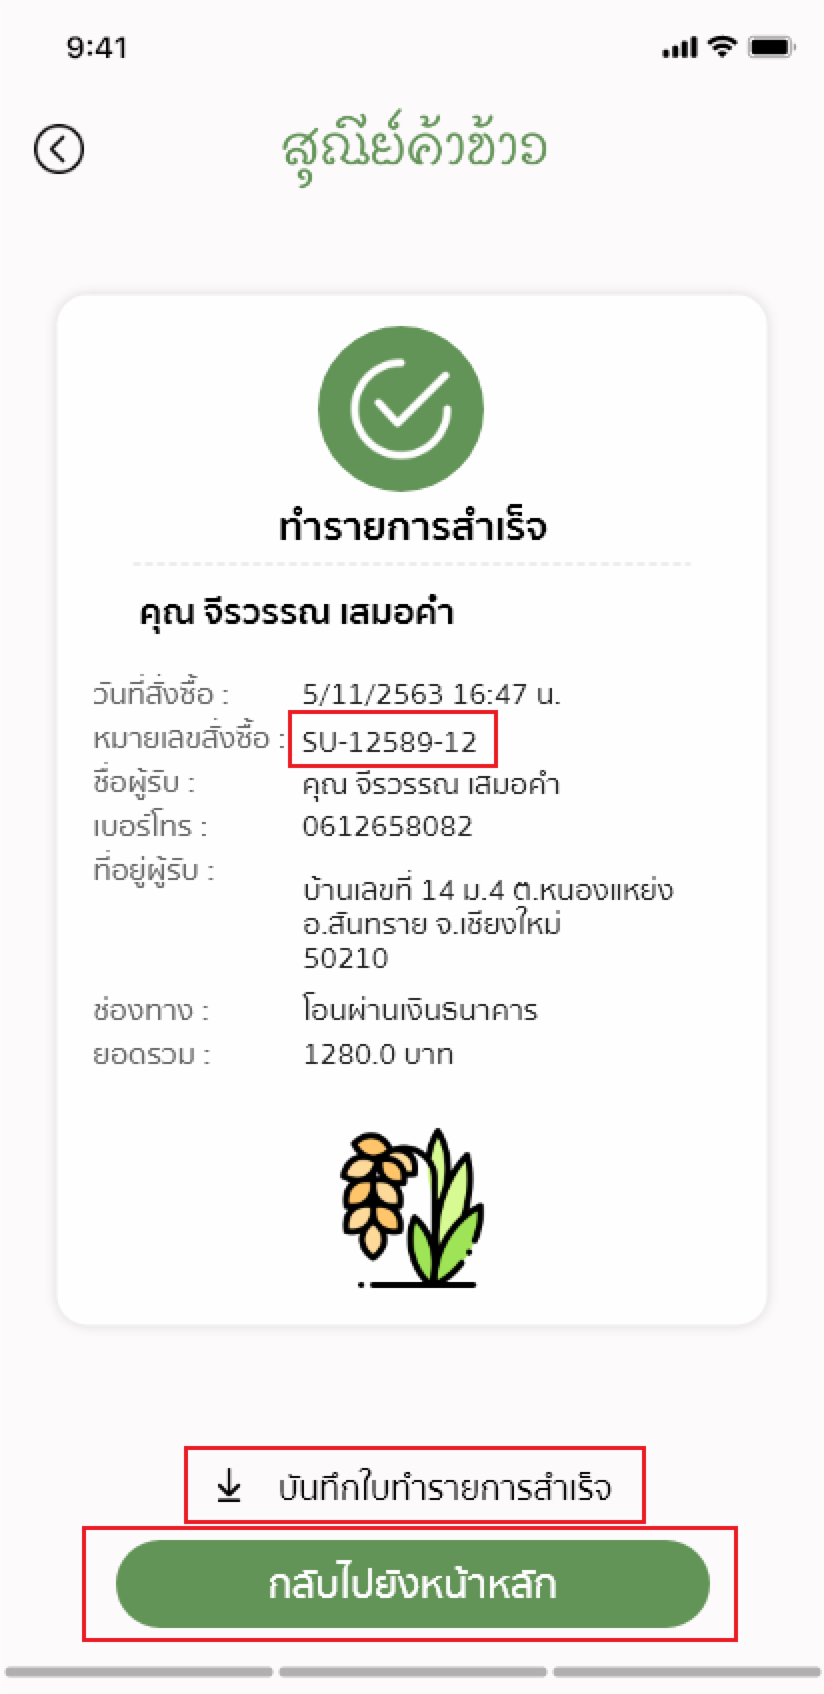 9:41
สุณีย์ค้าข้าว
ทำรายการสำเร็จ
คุณ จีรวรรณ เสมอคำ
วันที่สั่งซื้อ : 5/11/2563 16:47 น.
หมายเลขสั่งซื้อ : SU-12589-12
ชื่อผู้รับ : คุณ จีรวรรณ เสมอคำ
เบอร์โทร : 0612658082
ที่อยู่ผู้รับ :
บ้านเลขที่ 14 ม.4 ต.หนองแหย่ง
อ.สันทราย จ.เชียงใหม่
50210
ช่องทาง : โอนผ่านเงินธนาคาร
ยอดรวม : 1280.0 บาท
บันทึกใบทำรายการสำเร็จ
กลับไปยังหน้าหลัก